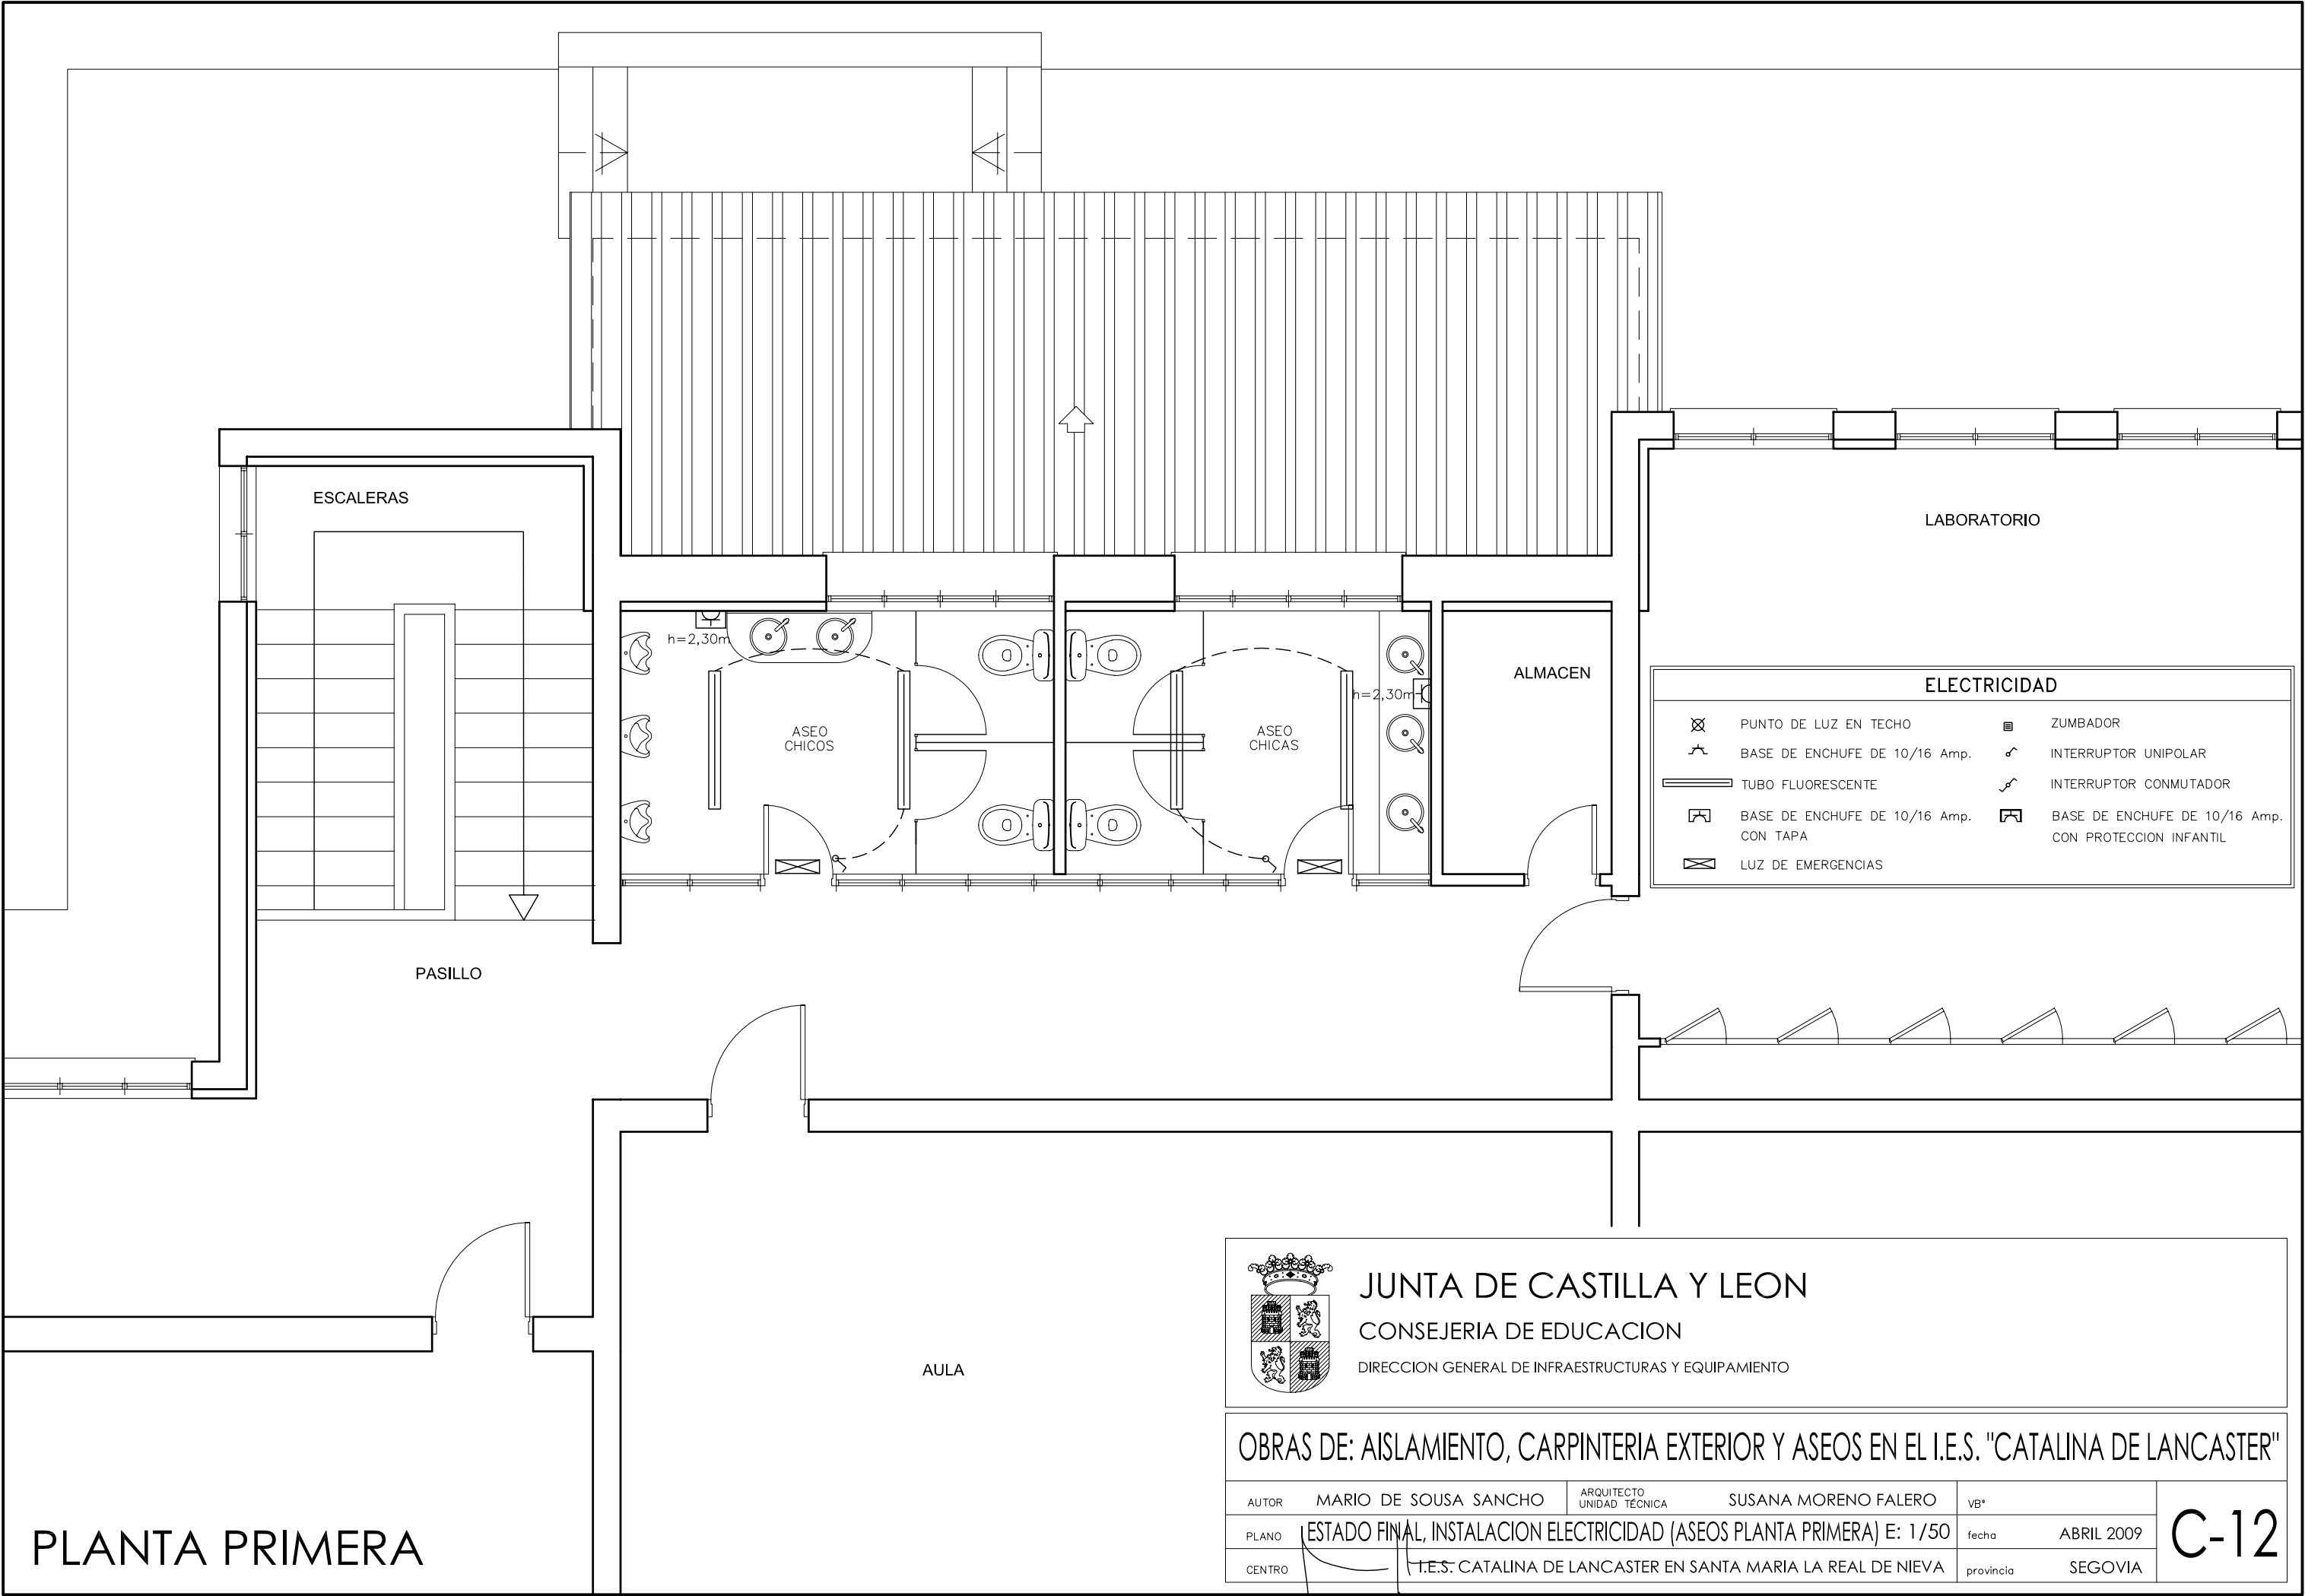 ESCALERAS
LABORATORIO
h=2,30m
ALMACEN
h=2,30m
ASEO
CHICOS
ASEO
CHICAS
ELECTRICIDAD
PUNTO DE LUZ EN TECHO
ZUMBADOR
BASE DE ENCHUFE DE 10/16 Amp.
INTERRUPTOR UNIPOLAR
TUBO FLUORESCENTE
INTERRUPTOR CONMUTADOR
BASE DE ENCHUFE DE 10/16 Amp.
CON TAPA
BASE DE ENCHUFE DE 10/16 Amp.
CON PROTECCION INFANTIL
LUZ DE EMERGENCIAS
PASILLO
AULA
PLANTA PRIMERA
JUNTA DE CASTILLA Y LEON
CONSEJERIA DE EDUCACION
DIRECCION GENERAL DE INFRAESTRUCTURAS Y EQUIPAMIENTO
OBRAS DE: AISLAMIENTO, CARPINTERIA EXTERIOR Y ASEOS EN EL I.E.S. "CATALINA DE LANCASTER"
AUTOR MARIO DE SOUSA SANCHO
ARQUITECTO
UNIDAD TÉCNICA
SUSANA MORENO FALERO
VBº
PLANO ESTADO FINAL, INSTALACION ELECTRICIDAD (ASEOS PLANTA PRIMERA) E: 1/50
fecha ABRIL 2009
CENTRO I.E.S. CATALINA DE LANCASTER EN SANTA MARIA LA REAL DE NIEVA
provincia SEGOVIA
C-12